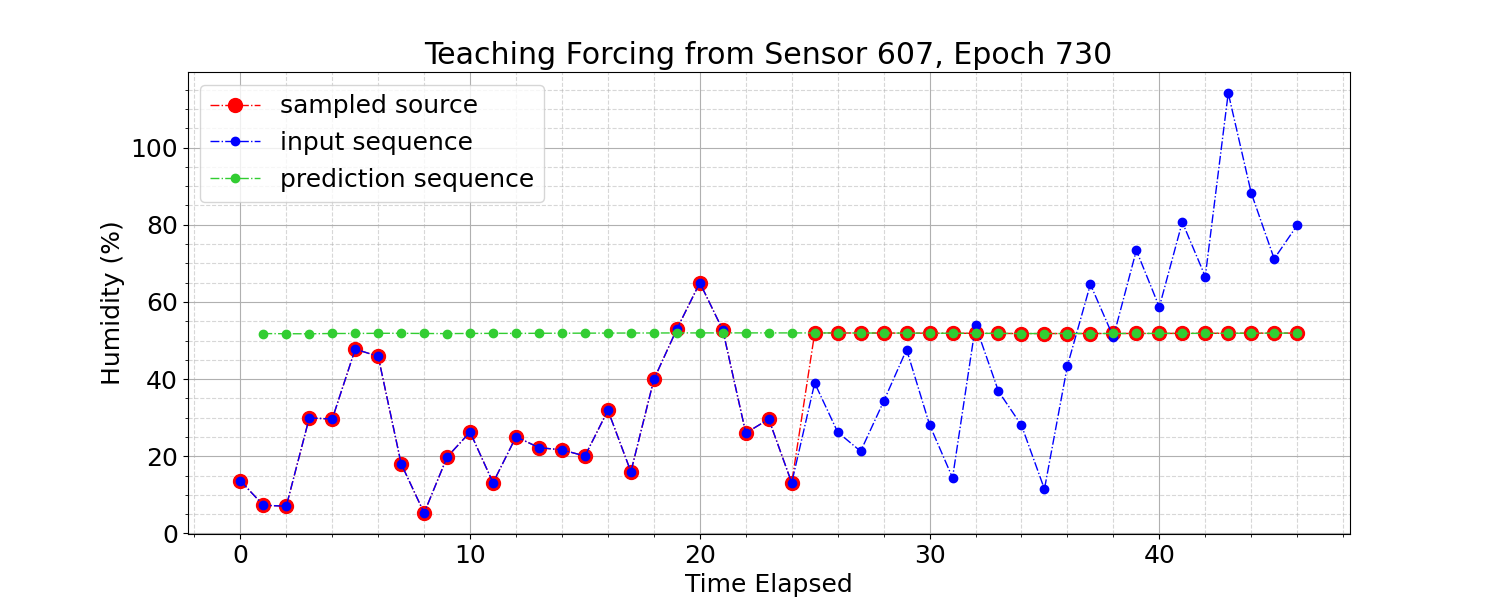 Teaching Forcing from Sensor 607, Epoch 730
sampled source
input sequence
prediction sequence
Humidity (%)
100
80
60
40
20
0
0 10 20 30 40
Time Elapsed